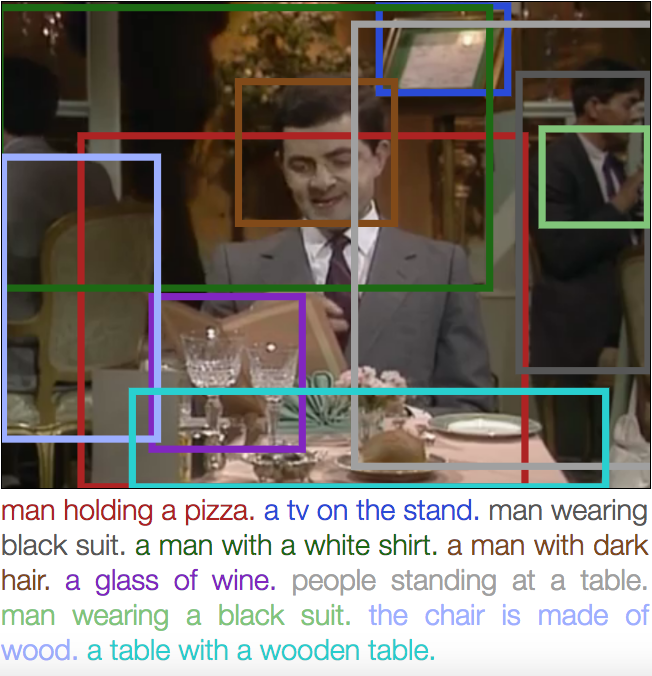 man holding a pizza. a tv on the stand. man wearing
black suit. a man with a white shirt. a man with dark
hair. a glass of wine. people standing at a table.
man wearing a black suit. the chair is made of
wood. a table with a wooden table.